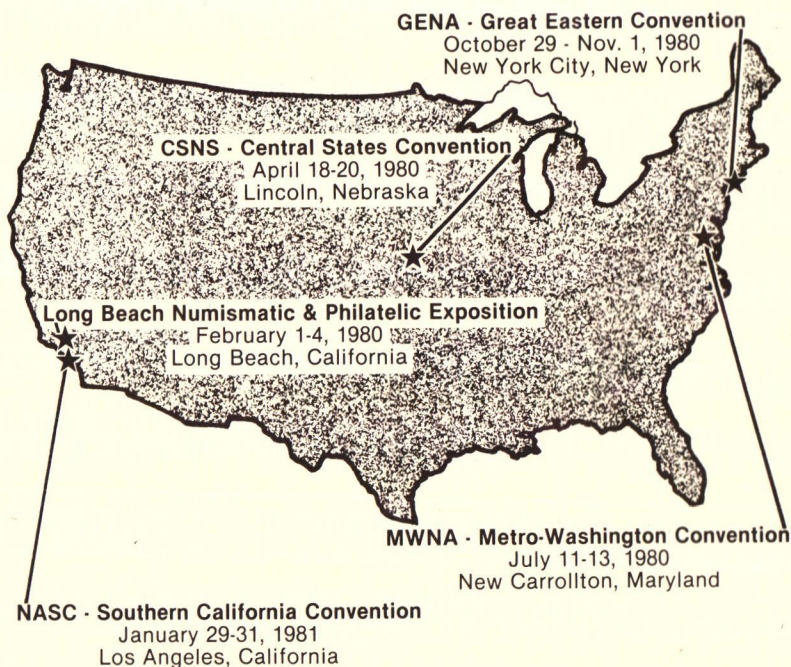 GENA - Great Eastern Convention
October 29 - Nov. 1, 1980
New York City, New York
CSNS - Central States Convention
April 18-20, 1980
Lincoln, Nebraska
Long Beach Numismatic & Philatelic Exposition
February 1-4, 1980
Long Beach, California
MWNA - Metro-Washington Convention
July 11-13, 1980
New Carrollton, Maryland
NASC - Southern California Convention
January 29-31, 1981
Los Angeles, California